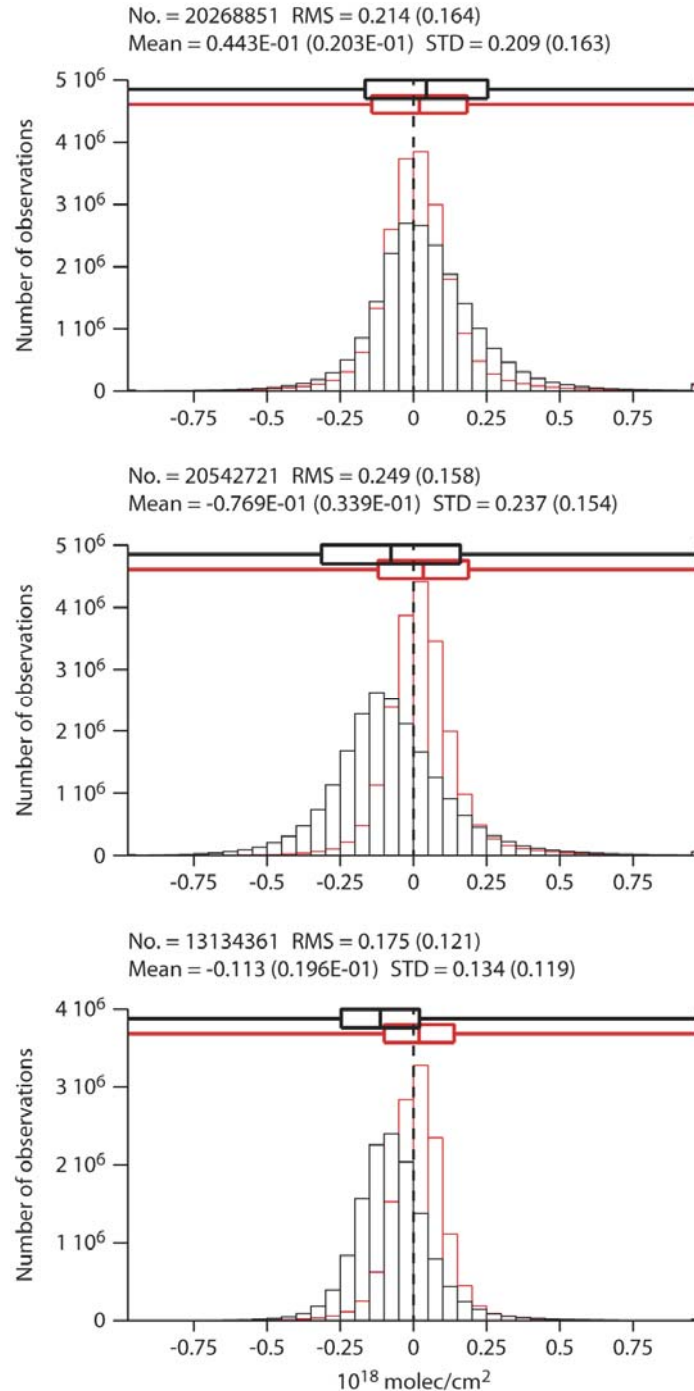 No. = 20268851 RMS = 0.214 (0.164)
Mean = 0.443E-01 (0.203E-01) STD = 0.209 (0.163)
5 10⁶
4 10⁶
3 10⁶
2 10⁶
1 10⁶
0
Number of observations
-0.75 -0.5 -0.25 0 0.25 0.5 0.75
No. = 20542721 RMS = 0.249 (0.158)
Mean = -0.769E-01 (0.339E-01) STD = 0.237 (0.154)
5 10⁶
4 10⁶
3 10⁶
2 10⁶
1 10⁶
0
Number of observations
-0.75 -0.5 -0.25 0 0.25 0.5 0.75
No. = 13134361 RMS = 0.175 (0.121)
Mean = -0.113 (0.196E-01) STD = 0.134 (0.119)
4 10⁶
3 10⁶
2 10⁶
1 10⁶
0
Number of observations
-0.75 -0.5 -0.25 0 0.25 0.5 0.75
10¹⁸ molec/cm²